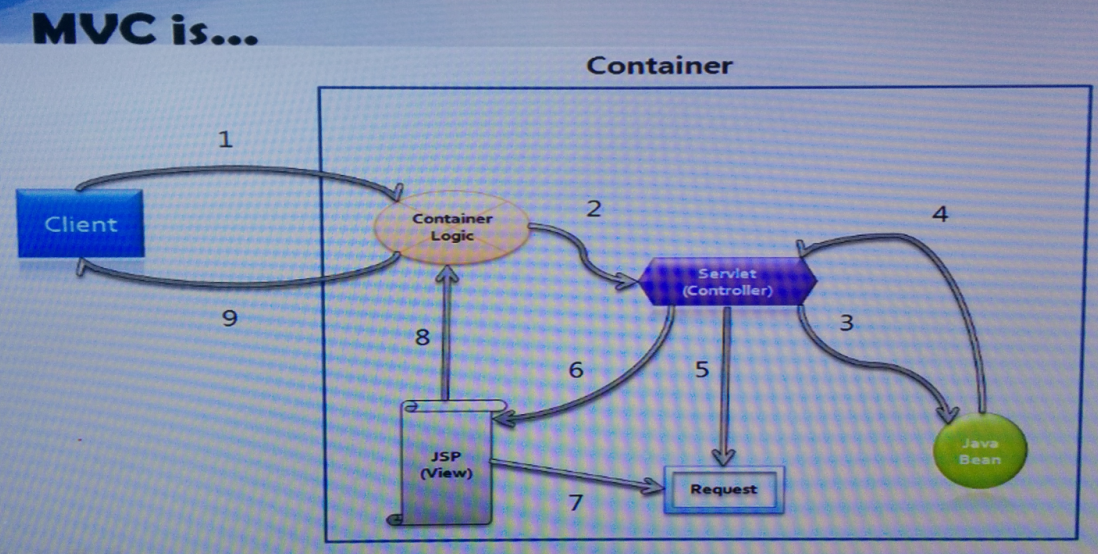 MVC is...
Container
1
Client
Container
Logic
2
4
Servlet
(Controller)
9
3
8
6
5
JSP
(View)
Java
Bean
Request
7